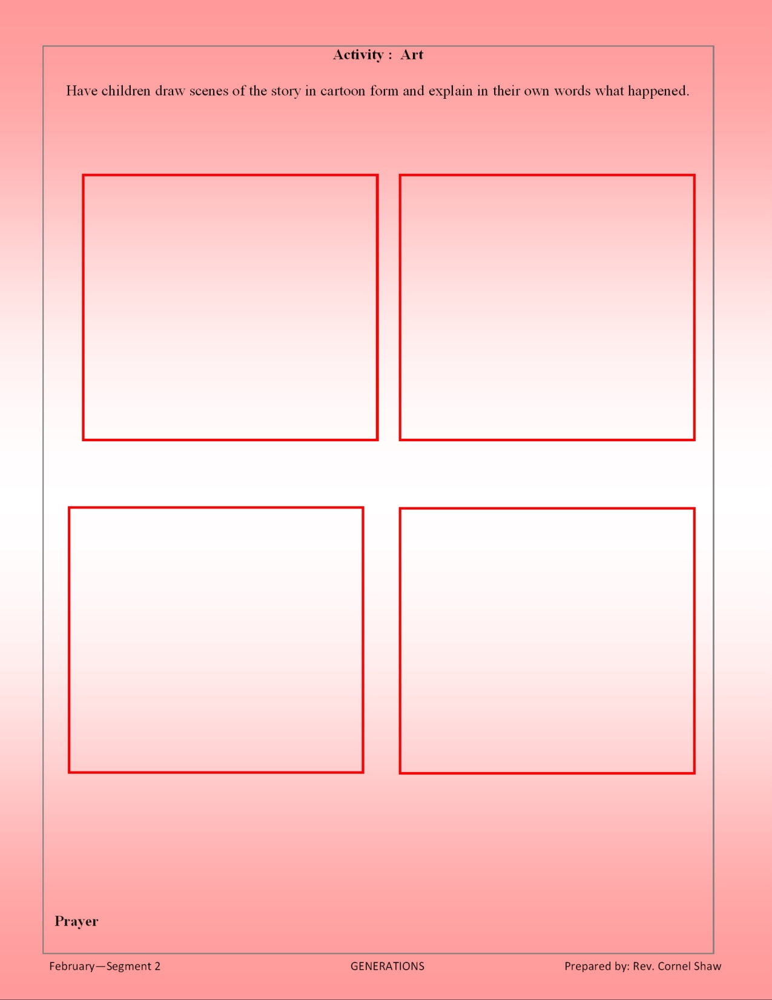 Activity :  Art
Have children draw scenes of the story in cartoon form and explain in their own words what happened.
Prayer
February—Segment 2
GENERATIONS
Prepared by: Rev. Cornel Shaw